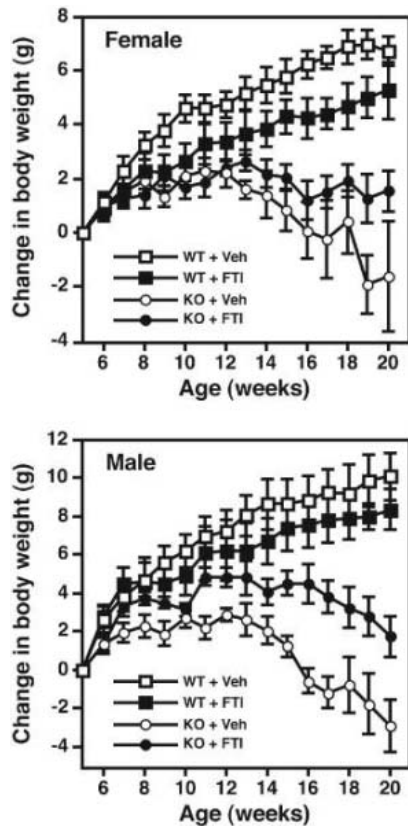 Female
Change in body weight (g)
8
6
4
2
0
-2
-4
WT + Veh
WT + FTI
KO + Veh
KO + FTI
6 8 10 12 14 16 18 20
Age (weeks)
Male
Change in body weight (g)
12
10
8
6
4
2
0
-2
-4
WT + Veh
WT + FTI
KO + Veh
KO + FTI
6 8 10 12 14 16 18 20
Age (weeks)